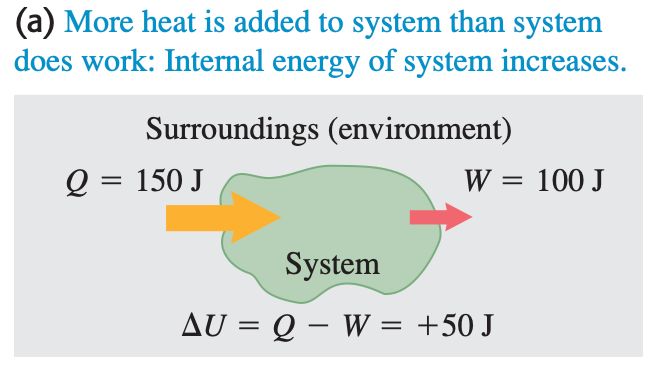 (a) More heat is added to system than system
does work: Internal energy of system increases.
Surroundings (environment)
Q = 150 J
W = 100 J
System
ΔU = Q − W = +50 J